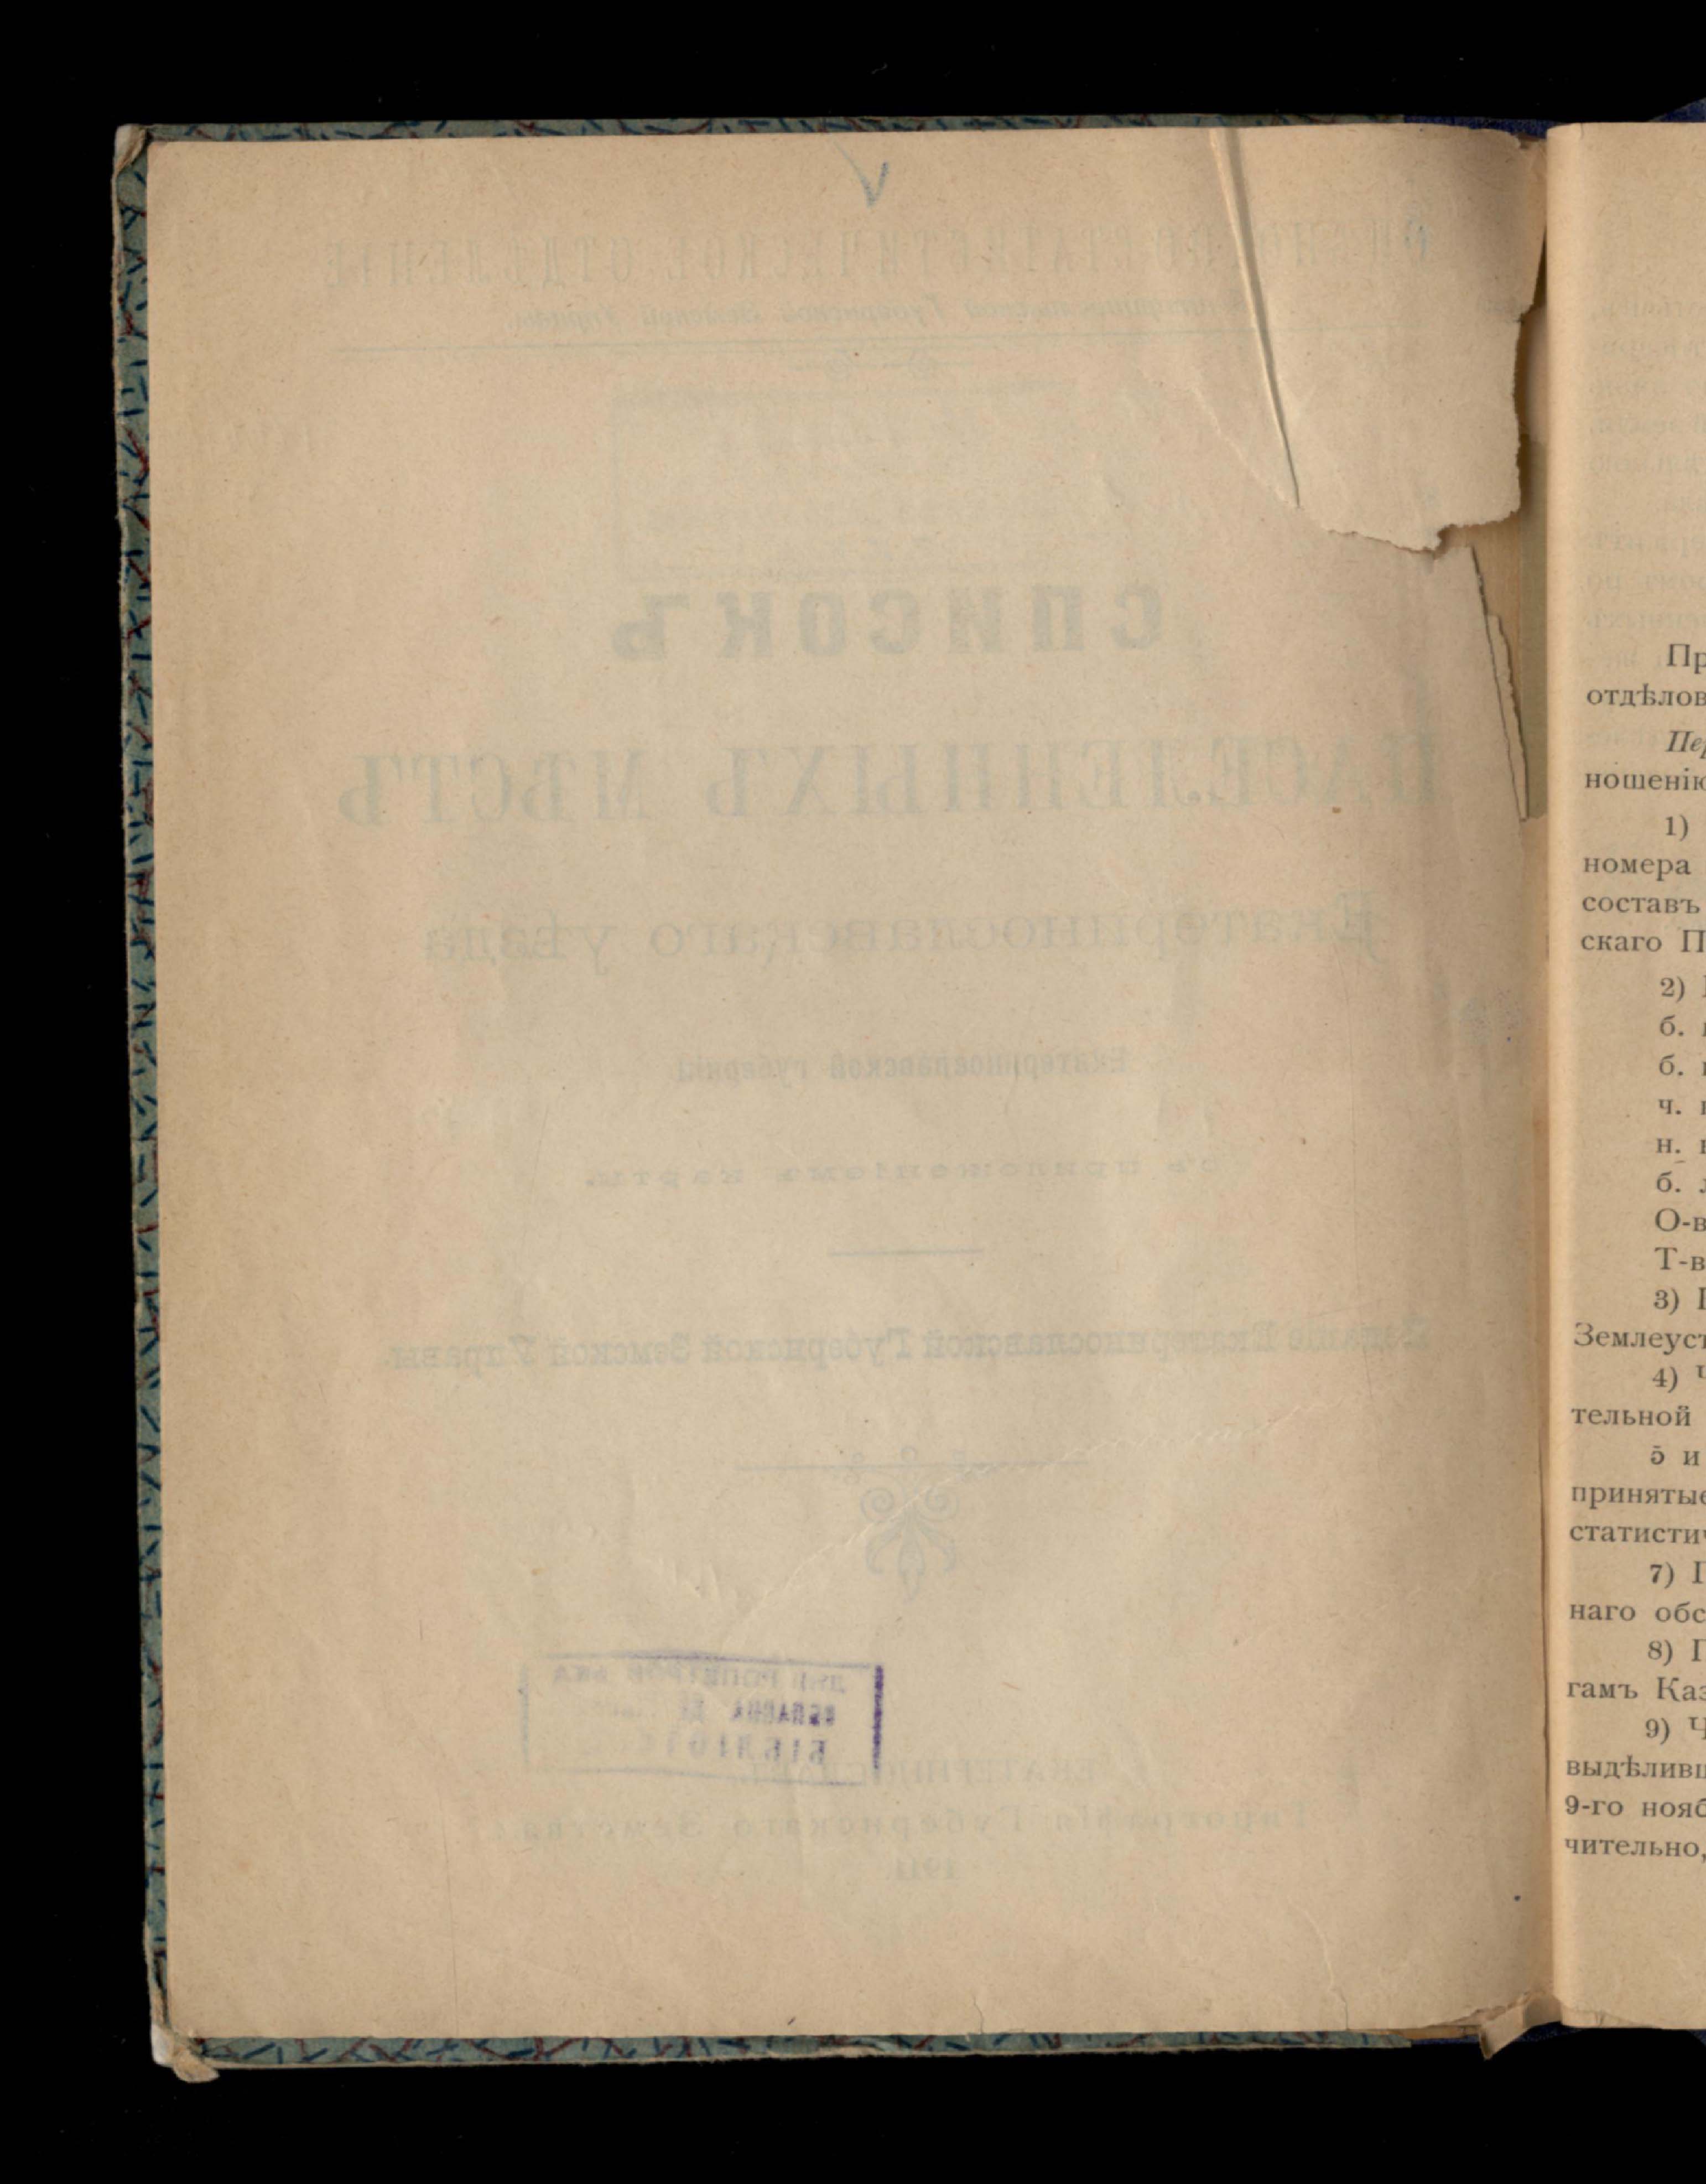 ОЦѢНОЧНО-СТАТИСТИЧЕСКОЕ ОТДѢЛЕНІЕ
Екатеринославской Губернской Земской Управы.
СПИСОКЪ
НАСЕЛЕННЫХЪ МѢСТЪ
Екатеринославскаго уѣзда
Екатеринославской губерніи
съ приложеніемъ карты.
Изданіе Екатеринославской Губернской Земской Управы.
ЕКАТЕРИНОСЛАВЪ.
Типографія Губернскаго Земства.
1911.
Пр
отдѣлов
Пер
ношенію
1)
номера
составъ
скаго П
2)
б.
б.
ч.
н.
б.
О-в
Т-в
3)
Землеуст
4)
тельной
5 и
принятые
статисти
7)
наго обс
8)
гамъ Каз
9) Ч
выдѣливш
9-го нояб
чительно,